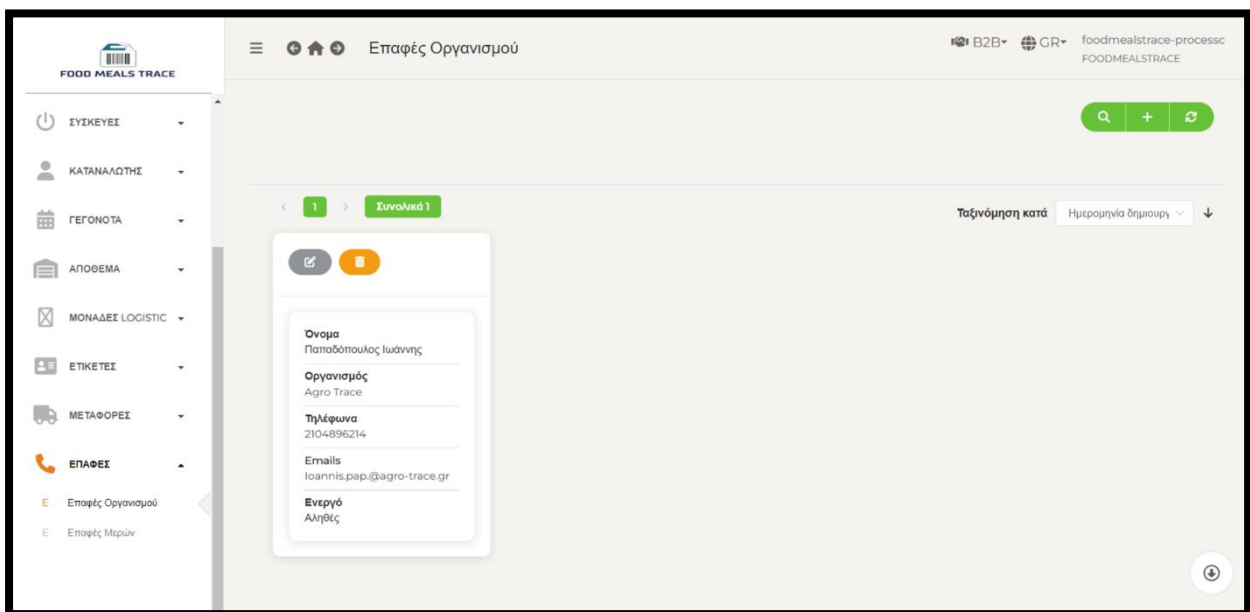 FOOD MEALS TRACE
Επαφές Οργανισμού
B2B
GR
foodmealstrace-processo
FOODMEALSTRACE
ΣΥΣΚΕΥΕΣ
ΚΑΤΑΝΑΛΩΤΗΣ
ΓΕΓΟΝΟΤΑ
ΑΠΟΘΕΜΑ
ΜΟΝΑΔΕΣ LOGISTIC
ΕΤΙΚΕΤΕΣ
ΜΕΤΑΦΟΡΕΣ
ΕΠΑΦΕΣ
Ε Επαφές Οργανισμού
Ε Επαφές Μερών
1
Συνολικά 1
Ταξινόμηση κατά
Ημερομηνία δημιουργ
Όνομα
Παπαδόπουλος Ιωάννης
Οργανισμός
Agro Trace
Τηλέφωνα
2104896214
Emails
Ioannis.pap.@agro-trace.gr
Ενεργό
Αληθές